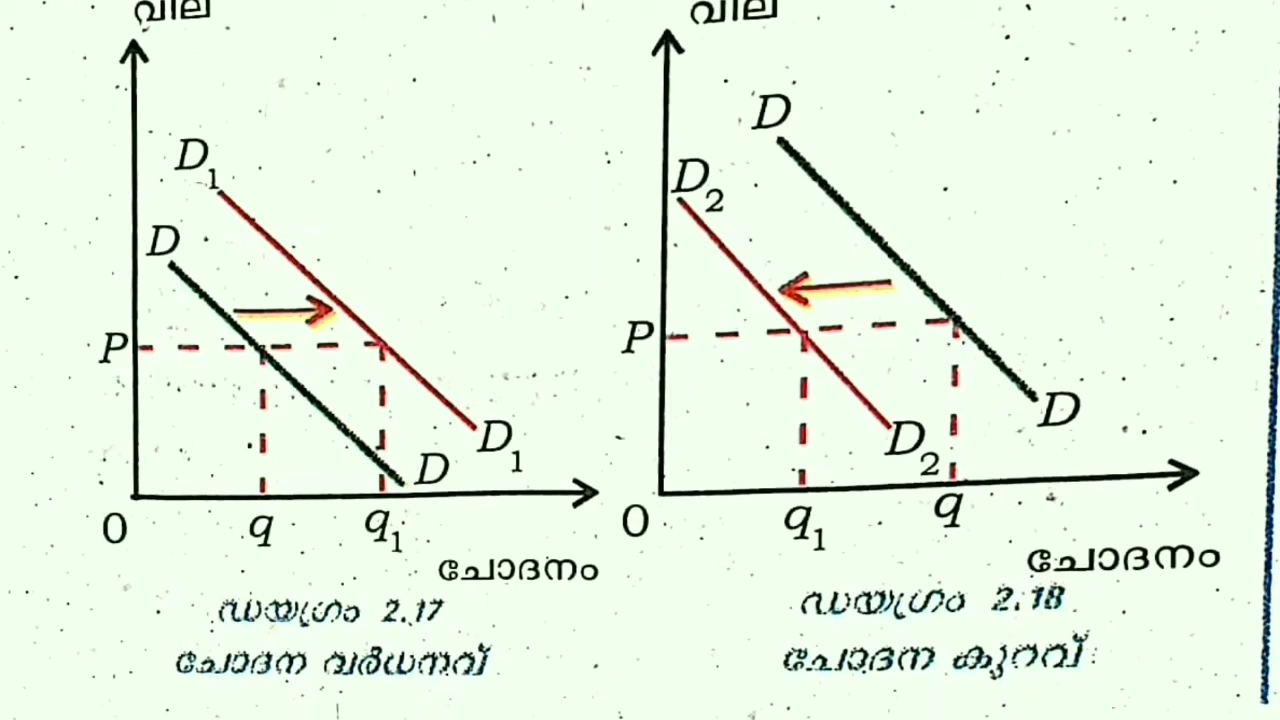 വില
D₁
D
P
D₁
D
0
q
q₁
ചോദനം
ഡയഗ്രം 2.17
ചോദന വർധനവ്
വില
D
D₂
P
D
D₂
0
q₁
q
ചോദനം
ഡയഗ്രം 2.18
ചോദന കുറവ്